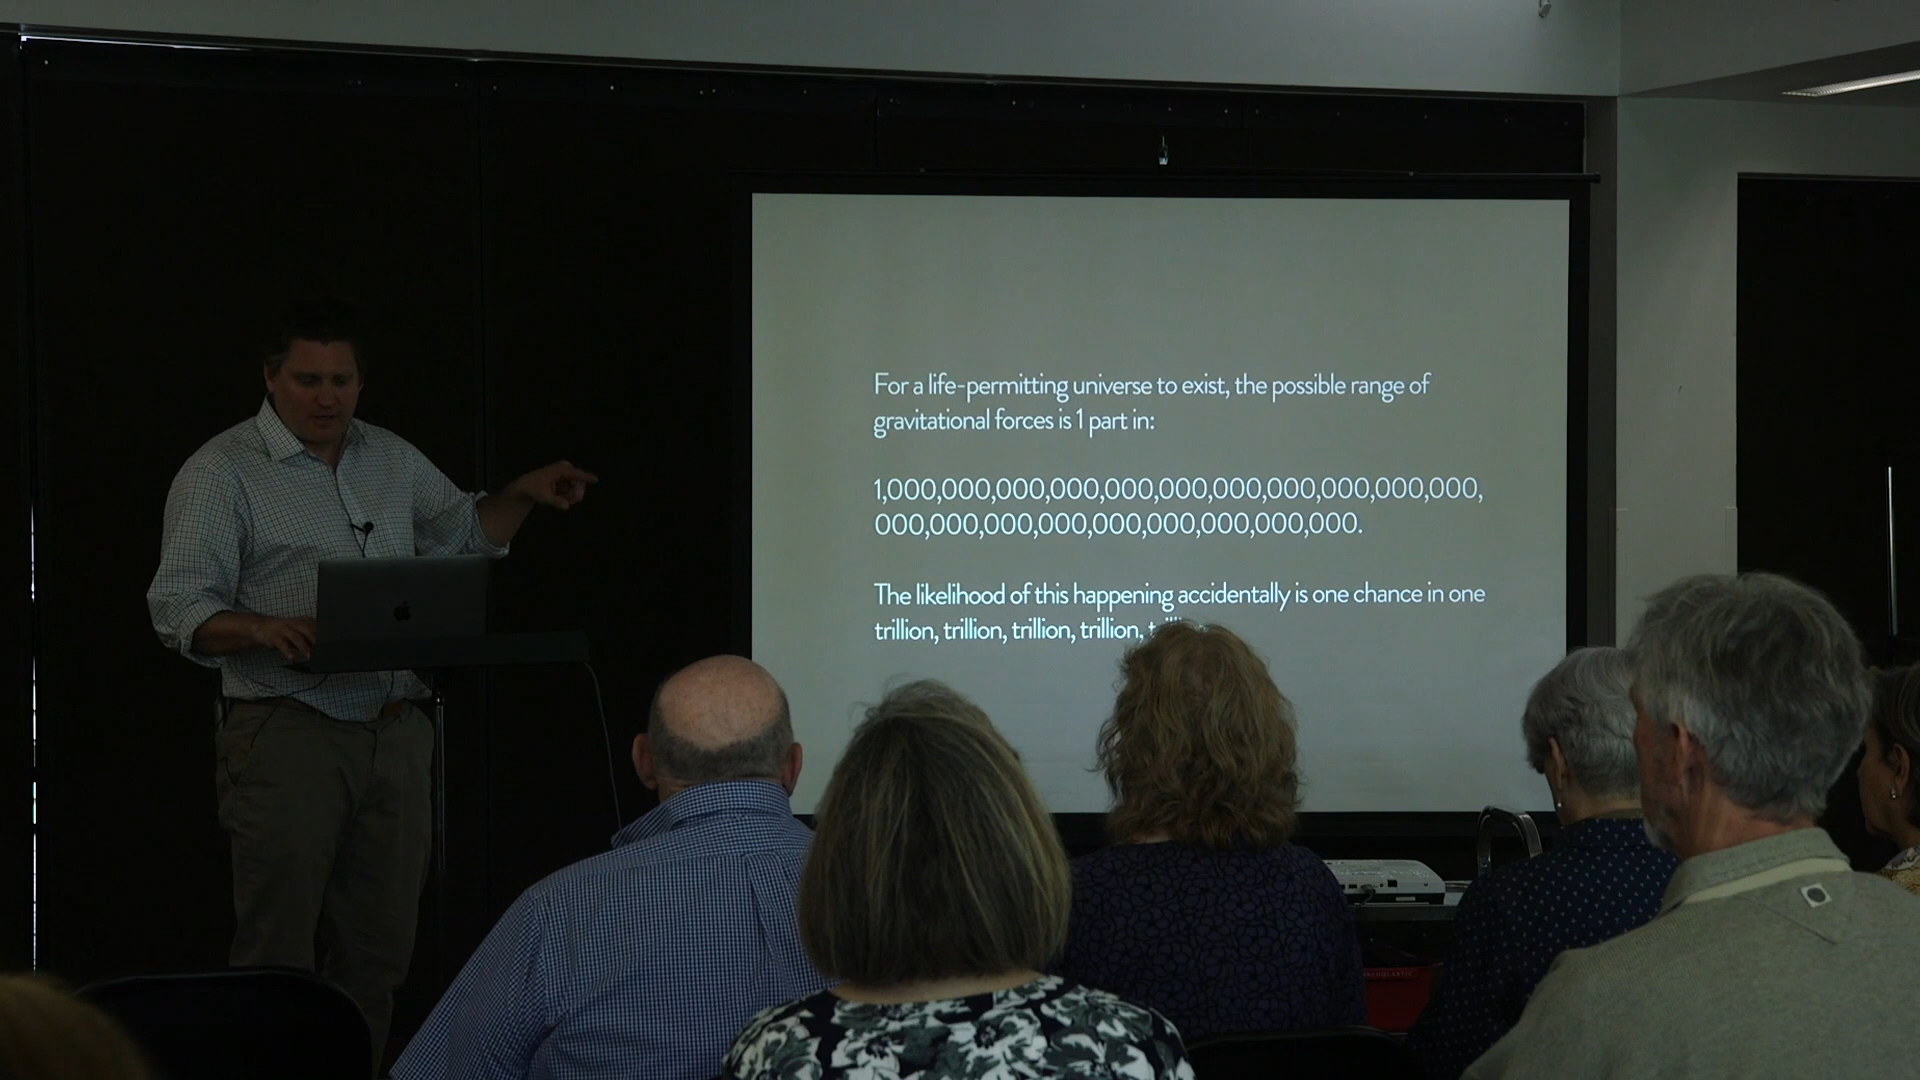 For a life-permitting universe to exist, the possible range of
gravitational forces is 1 part in:
1,000,000,000,000,000,000,000,000,000,000,000,
000,000,000,000,000,000,000,000,000.
The likelihood of this happening accidentally is one chance in one
trillion, trillion, trillion, trillion,
SCHOLASTIC